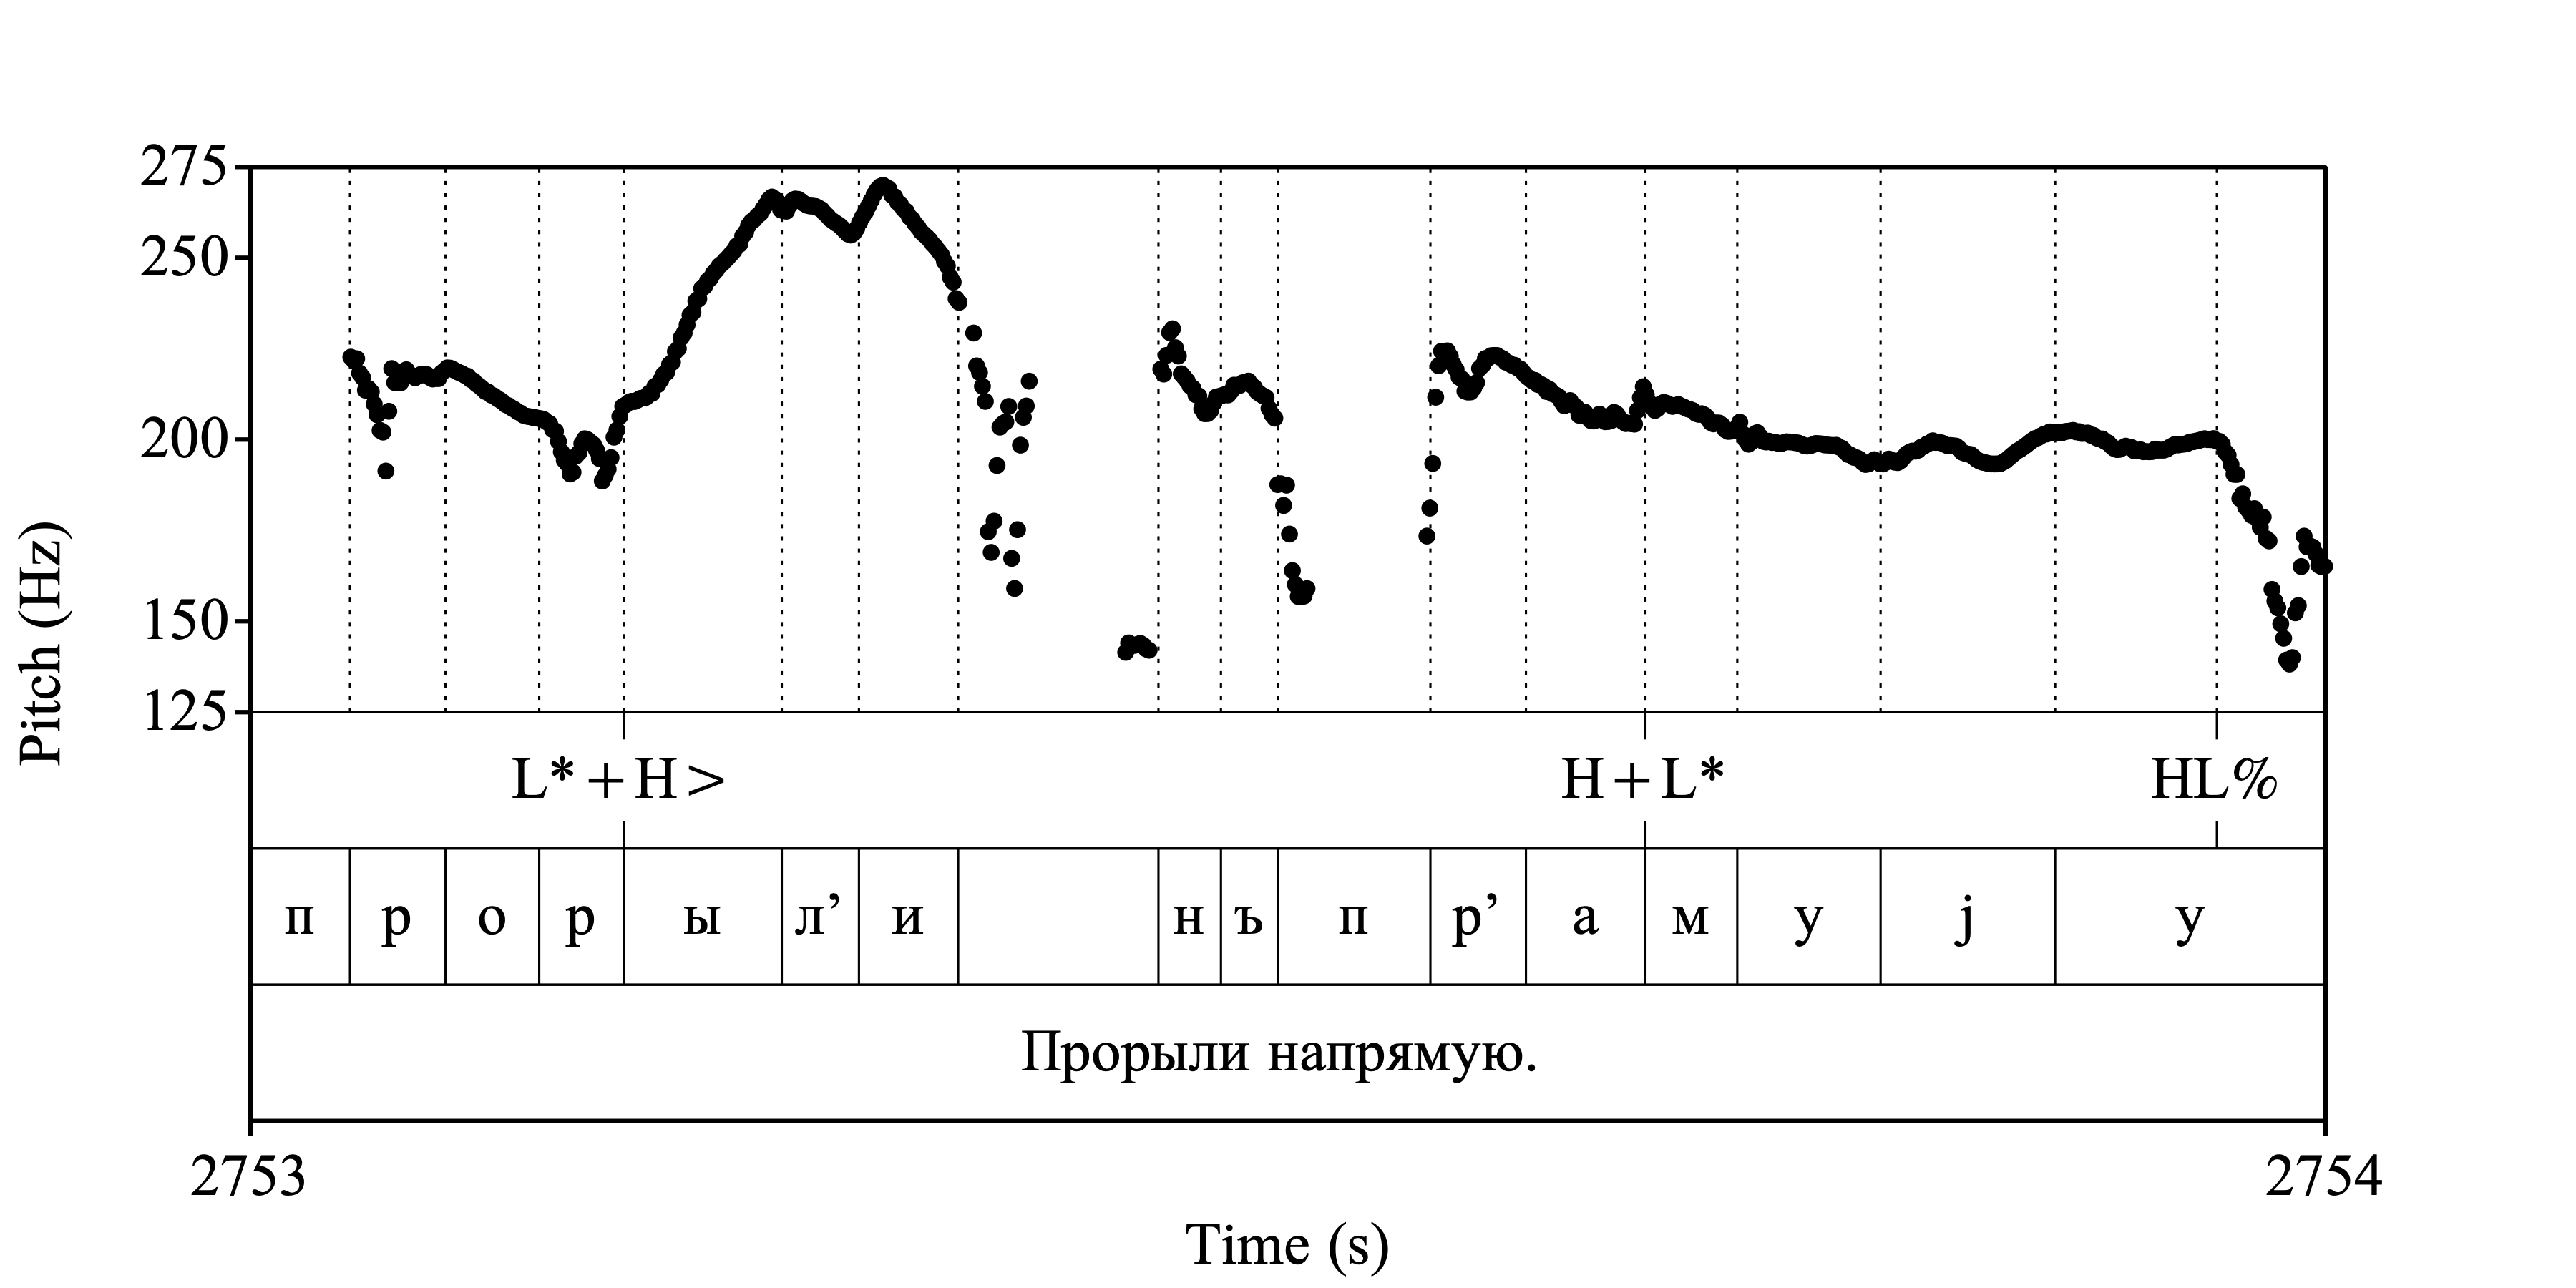 275
250
200
150
125
Pitch (Hz)
L*+H> H+L* HL%
п р о р ы л’ и н ъ п р’ а м у j у
Прорыли напрямую.
2753 2754
Time (s)